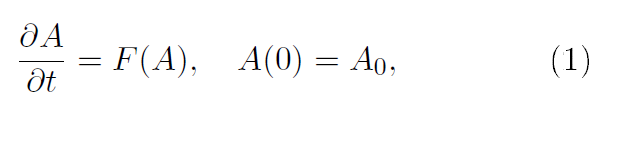 ∂A/∂t = F(A), A(0) = A₀, (1)